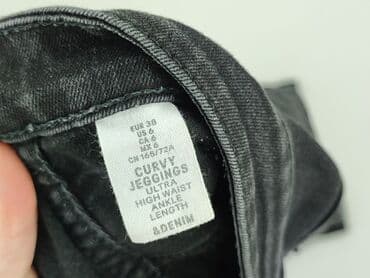 EUR 38
US 6
CA 6
MX 6
CN 165/72A
CURVY
JEGGINGS
ULTRA
HIGH WAIST
ANKLE
LENGTH
&DENIM